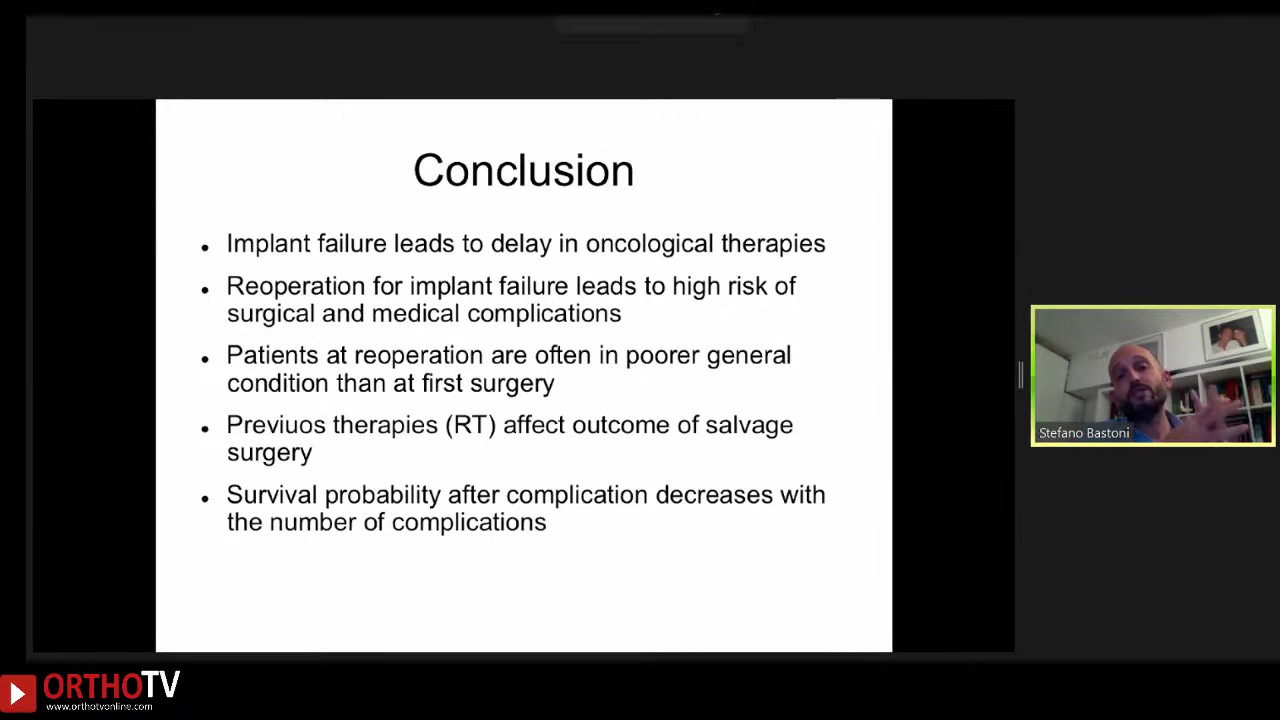 Conclusion
Implant failure leads to delay in oncological therapies
Reoperation for implant failure leads to high risk of
surgical and medical complications
Patients at reoperation are often in poorer general
condition than at first surgery
Previuos therapies (RT) affect outcome of salvage
surgery
Survival probability after complication decreases with
the number of complications
Stefano Bastoni
ORTHOTV
www.orthotvonline.com